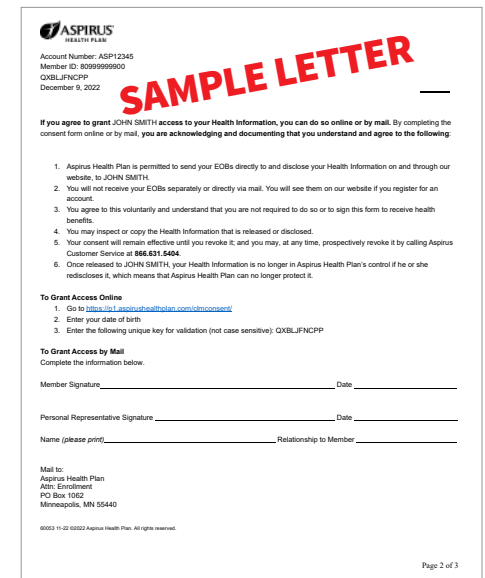 ASPIRUS
HEALTH PLAN
Account Number: ASP12345
Member ID: 80999999900
QXBLJFNCPP
December 9, 2022
SAMPLE LETTER
If you agree to grant JOHN SMITH access to your Health Information, you can do so online or by mail. By completing the
consent form online or by mail, you are acknowledging and documenting that you understand and agree to the following:
1. Aspirus Health Plan is permitted to send your EOBs directly to and disclose your Health Information on and through our
website, to JOHN SMITH.
2. You will not receive your EOBs separately or directly via mail. You will see them on our website if you register for an
account.
3. You agree to this voluntarily and understand that you are not required to do so or to sign this form to receive health
benefits.
4. You may inspect or copy the Health Information that is released or disclosed.
5. Your consent will remain effective until you revoke it; and you may, at any time, prospectively revoke it by calling Aspirus
Customer Service at 866.631.5404.
6. Once released to JOHN SMITH, your Health Information is no longer in Aspirus Health Plan's control if he or she
rediscloses it, which means that Aspirus Health Plan can no longer protect it.
To Grant Access Online
1. Go to https://p1.aspirushealthplan.com/clmconsent/
2. Enter your date of birth
3. Enter the following unique key for validation (not case sensitive): QXBLJFNCPP
To Grant Access by Mail
Complete the information below.
Member Signature Date
Personal Representative Signature Date
Name (please print) Relationship to Member
Mail to:
Aspirus Health Plan
Attn: Enrollment
PO Box 1062
Minneapolis, MN 55440
60053 11-22 ©2022 Aspirus Health Plan. All rights reserved.
Page 2 of 3